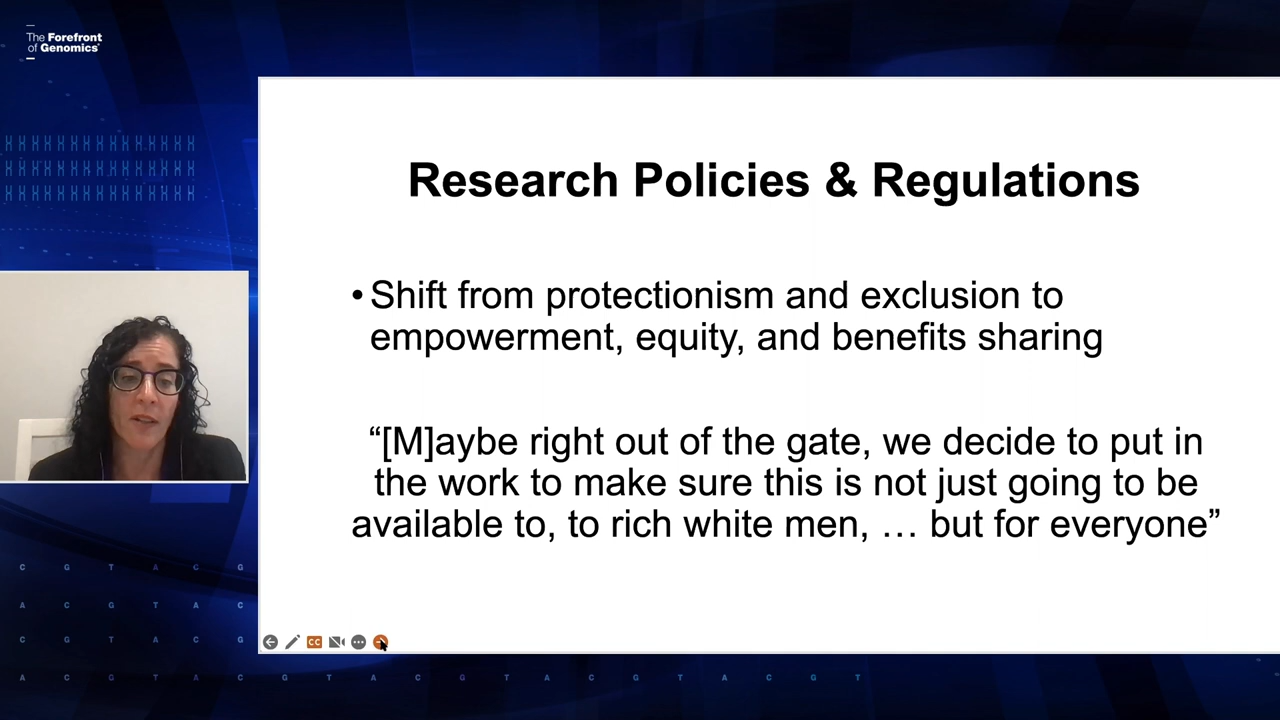 The Forefront
of Genomics®
Research Policies & Regulations
• Shift from protectionism and exclusion to
empowerment, equity, and benefits sharing
“[M]aybe right out of the gate, we decide to put in
the work to make sure this is not just going to be
available to, to rich white men, … but for everyone”
CC
C G T A C G
A C G T A C
C G T A C G
A C G T A C G T A C G T A C G T